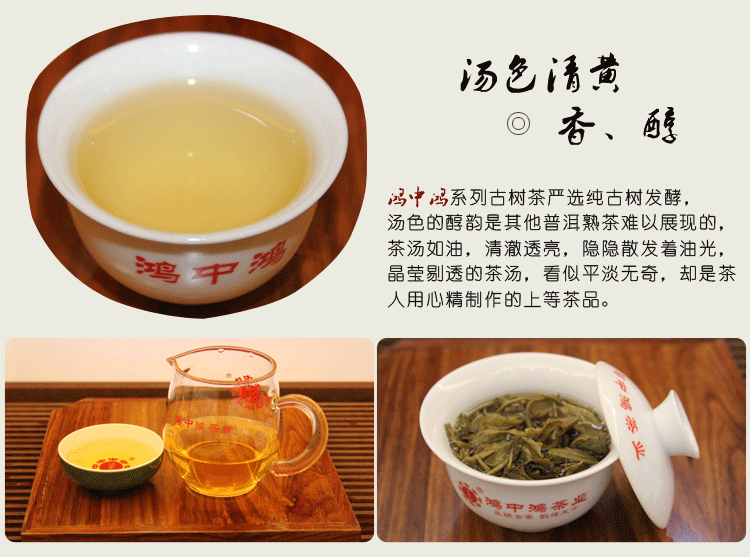 汤色清黄
香、醇
鸿中鸿系列古树茶严选纯古树发酵，
汤色的醇韵是其他普洱熟茶难以展现的，
茶汤如油，清澈透亮，隐隐散发着油光，
晶莹剔透的茶汤，看似平淡无奇，却是茶
人用心精制作的上等茶品。
鸿中鸿
鸿中鸿茶业
中鸿茶业
鸿中鸿茶业